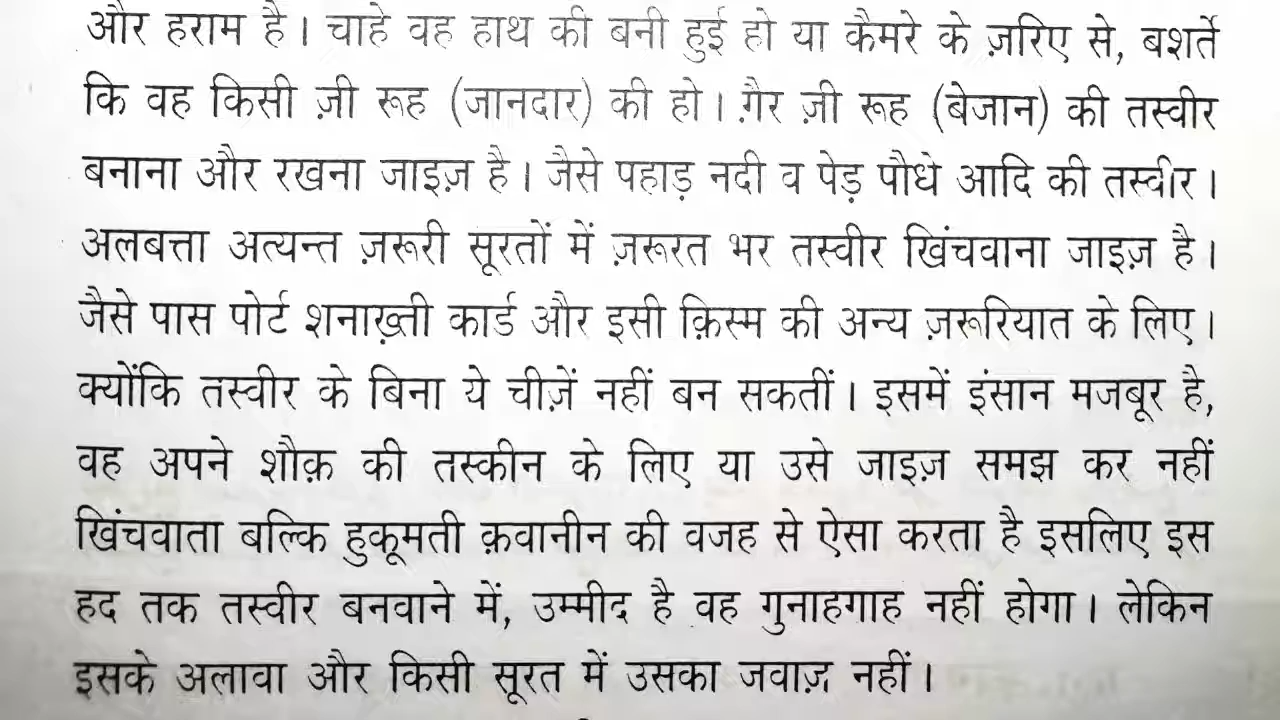 और हराम है। चाहे वह हाथ की बनी हुई हो या कैमरे के ज़रिए से, बशर्ते
कि वह किसी ज़ी रूह (जानदार) की हो। ग़ैर ज़ी रूह (बेजान) की तस्वीर
बनाना और रखना जाइज़ है। जैसे पहाड़ नदी व पेड़ पौधे आदि की तस्वीर।
अलबत्ता अत्यन्त ज़रूरी सूरतों में ज़रूरत भर तस्वीर खिंचवाना जाइज़ है।
जैसे पास पोर्ट शनाख़्ती कार्ड और इसी क़िस्म की अन्य ज़रूरियात के लिए।
क्योंकि तस्वीर के बिना ये चीज़ें नहीं बन सकतीं। इसमें इंसान मजबूर है,
वह अपने शौक़ की तस्कीन के लिए या उसे जाइज़ समझ कर नहीं
खिंचवाता बल्कि हुकूमती क़वानीन की वजह से ऐसा करता है इसलिए इस
हद तक तस्वीर बनवाने में, उम्मीद है वह गुनाहगाह नहीं होगा। लेकिन
इसके अलावा और किसी सूरत में उसका जवाज़ नहीं।